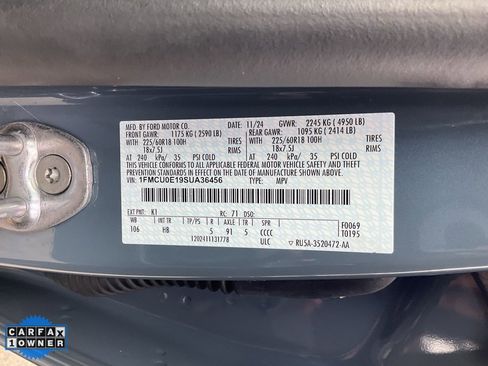 MFD. BY FORD MOTOR CO. 11/24 GVWR: 2245 KG ( 4950 LB)
FRONT GAWR: 1175 KG ( 2590 LB) REAR GAWR: 1095 KG ( 2414 LB)
WITH 225/60R18 100H TIRES WITH 225/60R18 100H TIRES
18x7.5J RIMS 18x7.5J RIMS
AT 240 kPa/ 35 PSI COLD AT 240 kPa/ 35 PSI COLD
THIS VEHICLE CONFORMS TO ALL APPLICABLE FEDERAL MOTOR VEHICLE SAFETY AND THEFT
PREVENTION STANDARDS IN EFFECT ON THE DATE OF MANUFACTURE SHOWN ABOVE.
VIN: 1FMCU0E19SUA36456 TYPE: MPV
EXT PNT: K1 RC: 71 DSO:
WB INT TR TP/PS R AXLE TR SPR F0069
106 HB 5 91 5 CCCC T0195
1202411131778 ULC RU5A-3520472-AA
CARFAX
1 OWNER